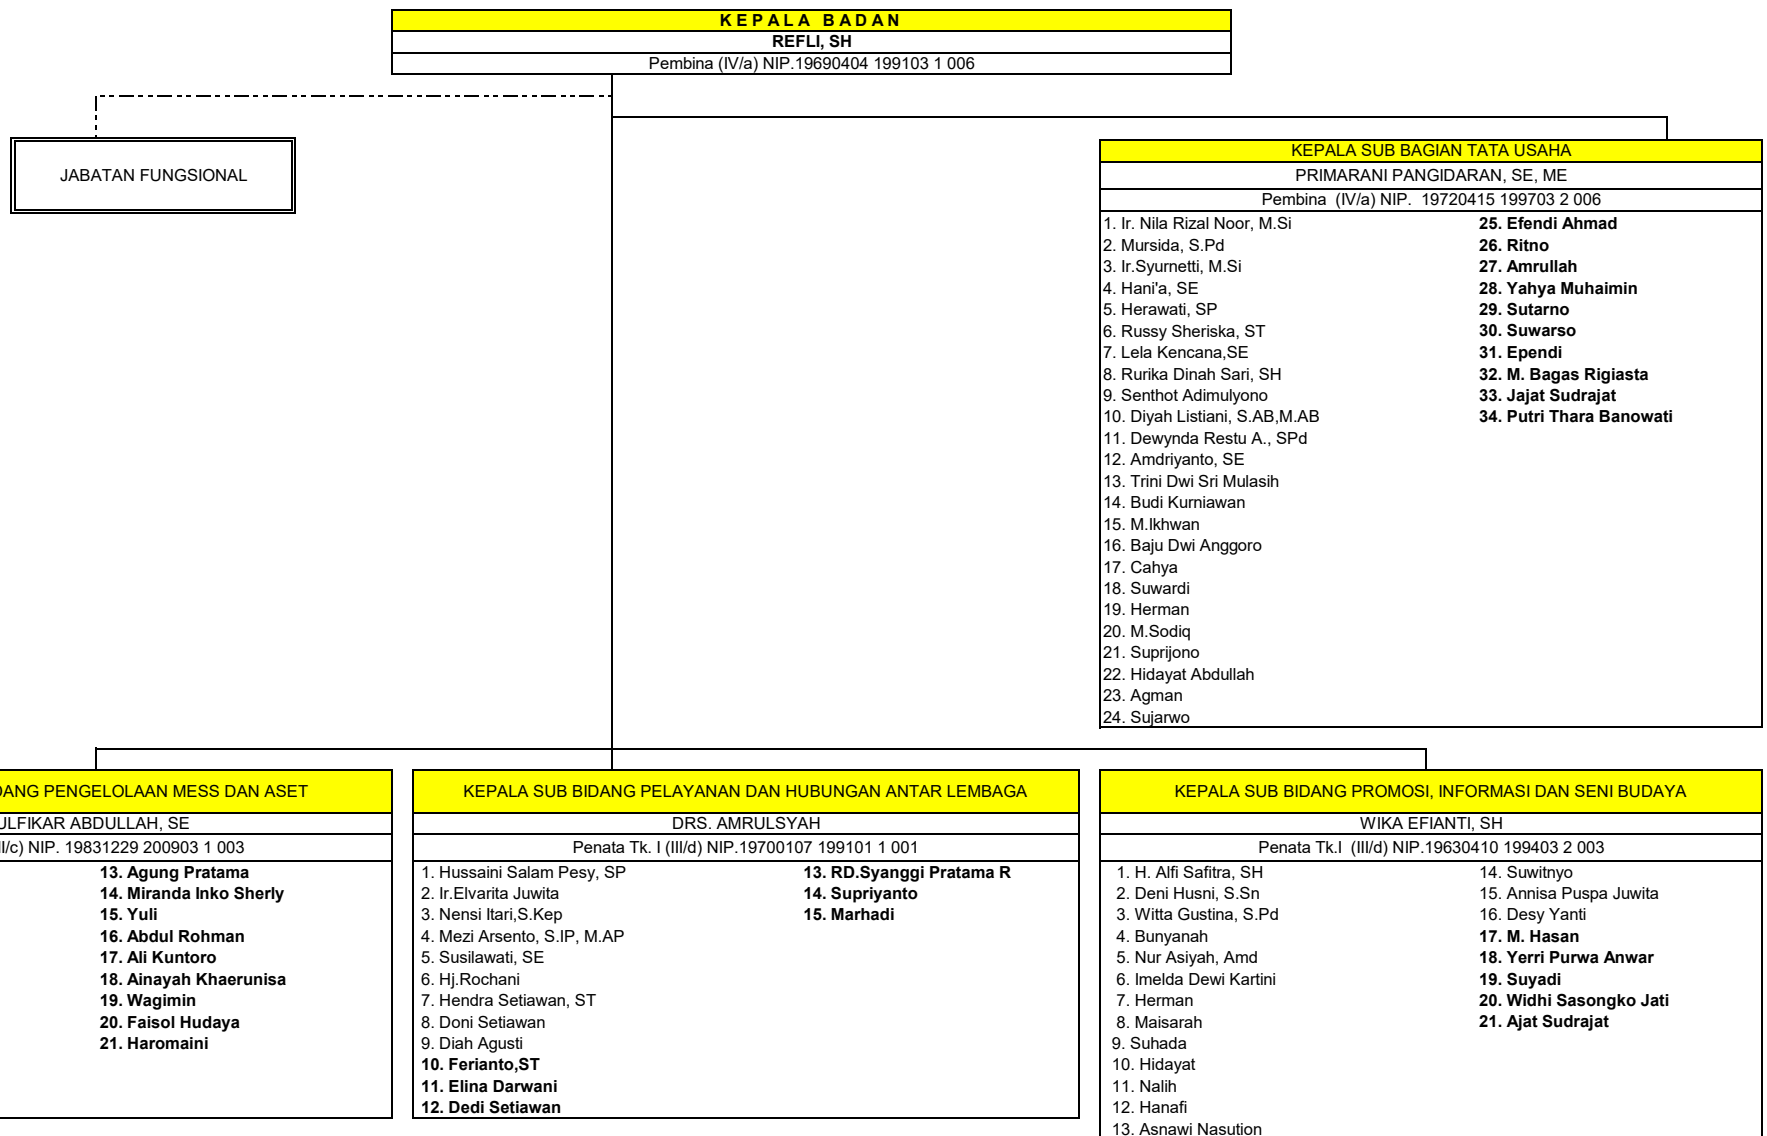 KEPALA BADAN
REFLI, SH
Pembina (IV/a) NIP.19690404 199103 1 006
JABATAN FUNGSIONAL
KEPALA SUB BAGIAN TATA USAHA
PRIMARANI PANGIDARAN, SE, ME
Pembina (IV/a) NIP. 19720415 199703 2 006
1. Ir. Nila Rizal Noor, M.Si
2. Mursida, S.Pd
3. Ir.Syurnetti, M.Si
4. Hani'a, SE
5. Herawati, SP
6. Russy Sheriska, ST
7. Lela Kencana,SE
8. Rurika Dinah Sari, SH
9. Senthot Adimulyono
10. Diyah Listiani, S.AB,M.AB
11. Dewynda Restu A., SPd
12. Amdriyanto, SE
13. Trini Dwi Sri Mulasih
14. Budi Kurniawan
15. M.Ikhwan
16. Baju Dwi Anggoro
17. Cahya
18. Suwardi
19. Herman
20. M.Sodiq
21. Suprijono
22. Hidayat Abdullah
23. Agman
24. Sujarwo
25. Efendi Ahmad
26. Ritno
27. Amrullah
28. Yahya Muhaimin
29. Sutarno
30. Suwarso
31. Ependi
32. M. Bagas Rigiasta
33. Jajat Sudrajat
34. Putri Thara Banowati
DANG PENGELOLAAN MESS DAN ASET
ULFIKAR ABDULLAH, SE
II/c) NIP. 19831229 200903 1 003
13. Agung Pratama
14. Miranda Inko Sherly
15. Yuli
16. Abdul Rohman
17. Ali Kuntoro
18. Ainayah Khaerunisa
19. Wagimin
20. Faisol Hudaya
21. Haromaini
KEPALA SUB BIDANG PELAYANAN DAN HUBUNGAN ANTAR LEMBAGA
DRS. AMRULSYAH
Penata Tk. I (III/d) NIP.19700107 199101 1 001
1. Hussaini Salam Pesy, SP
2. Ir.Elvarita Juwita
3. Nensi Itari,S.Kep
4. Mezi Arsento, S.IP, M.AP
5. Susilawati, SE
6. Hj.Rochani
7. Hendra Setiawan, ST
8. Doni Setiawan
9. Diah Agusti
10. Ferianto,ST
11. Elina Darwani
12. Dedi Setiawan
13. RD.Syanggi Pratama R
14. Supriyanto
15. Marhadi
KEPALA SUB BIDANG PROMOSI, INFORMASI DAN SENI BUDAYA
WIKA EFIANTI, SH
Penata Tk.I (III/d) NIP.19630410 199403 2 003
1. H. Alfi Safitra, SH
2. Deni Husni, S.Sn
3. Witta Gustina, S.Pd
4. Bunyanah
5. Nur Asiyah, Amd
6. Imelda Dewi Kartini
7. Herman
8. Maisarah
9. Suhada
10. Hidayat
11. Nalih
12. Hanafi
13. Asnawi Nasution
14. Suwitnyo
15. Annisa Puspa Juwita
16. Desy Yanti
17. M. Hasan
18. Yerri Purwa Anwar
19. Suyadi
20. Widhi Sasongko Jati
21. Ajat Sudrajat